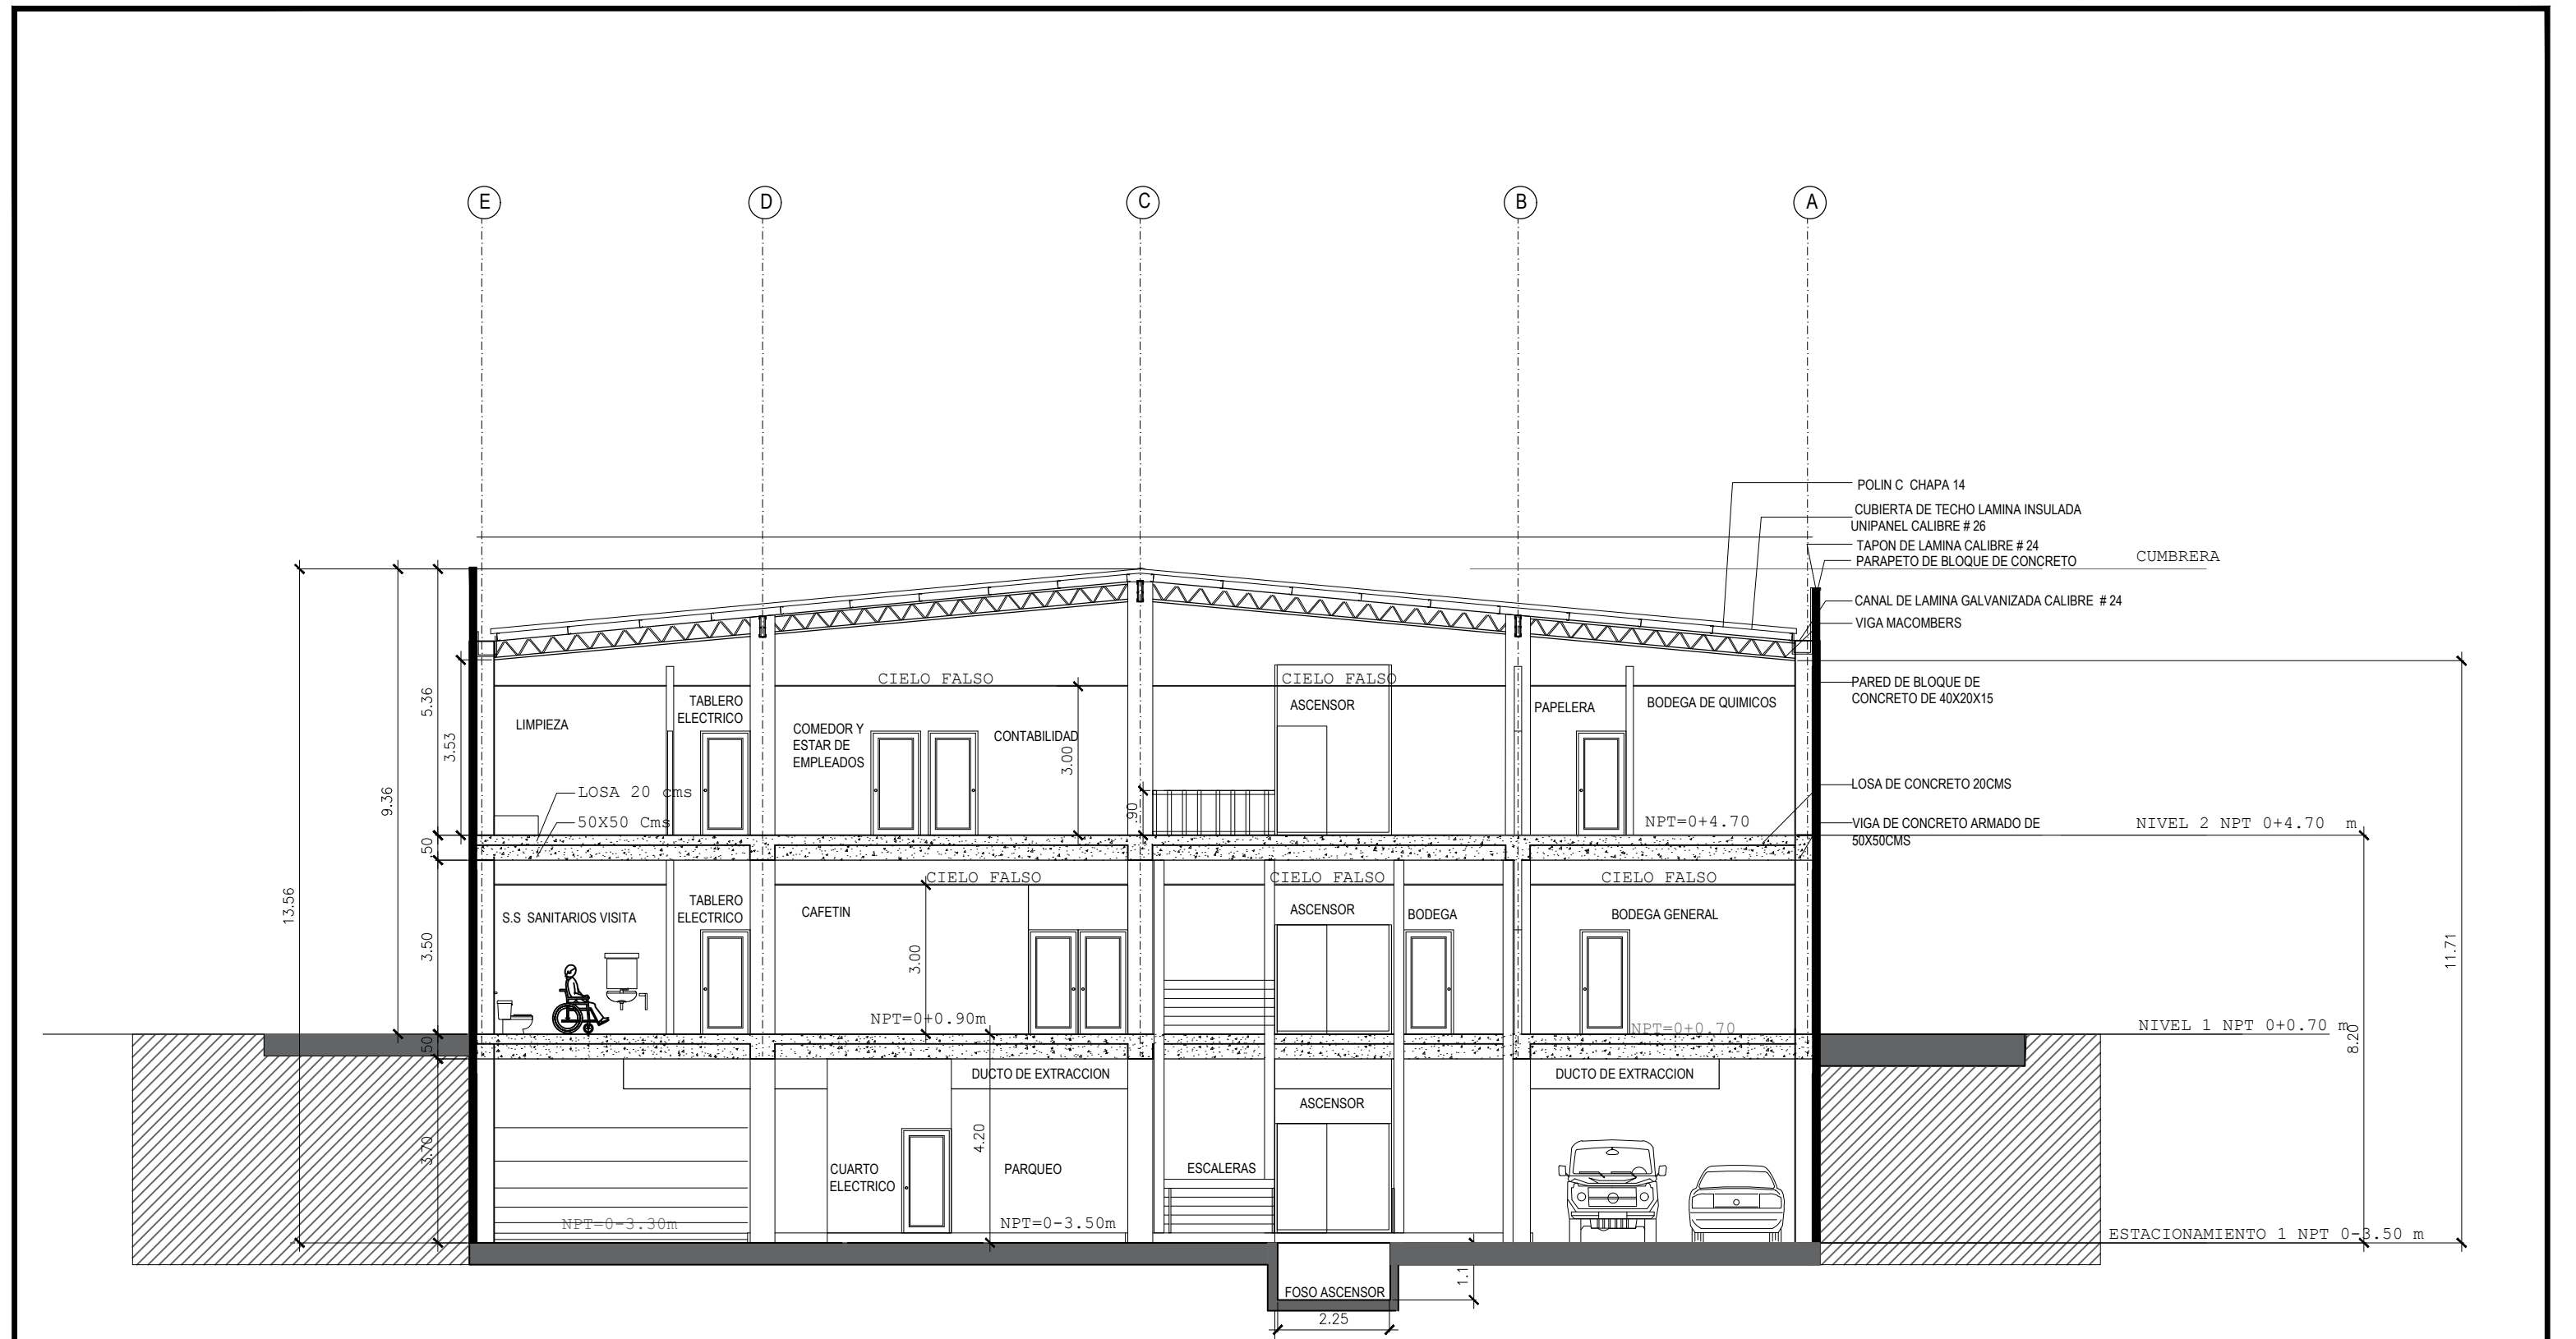 E
D
C
B
A
POLIN C CHAPA 14
CUBIERTA DE TECHO LAMINA INSULADA
UNIPANEL CALIBRE # 26
TAPON DE LAMINA CALIBRE # 24
PARAPETO DE BLOQUE DE CONCRETO
CUMBRERA
CANAL DE LAMINA GALVANIZADA CALIBRE # 24
VIGA MACOMBERS
PARED DE BLOQUE DE
CONCRETO DE 40X20X15
LOSA DE CONCRETO 20CMS
VIGA DE CONCRETO ARMADO DE
50X50CMS
NIVEL 2 NPT 0+4.70 m
NIVEL 1 NPT 0+0.70 m
ESTACIONAMIENTO 1 NPT 0-3.50 m
11.71
8.20
13.56
9.36
5.36
3.53
.50
3.50
.50
3.70
CIELO FALSO
CIELO FALSO
LIMPIEZA
TABLERO
ELECTRICO
COMEDOR Y
ESTAR DE
EMPLEADOS
CONTABILIDAD
3.00
.90
ASCENSOR
PAPELERA
BODEGA DE QUIMICOS
LOSA 20 cms
50X50 Cms
NPT=0+4.70
CIELO FALSO
CIELO FALSO
CIELO FALSO
S.S SANITARIOS VISITA
TABLERO
ELECTRICO
CAFETIN
3.00
ASCENSOR
BODEGA
BODEGA GENERAL
NPT=0+0.90m
NPT=0+0.70
DUCTO DE EXTRACCION
DUCTO DE EXTRACCION
ASCENSOR
4.20
CUARTO
ELECTRICO
PARQUEO
ESCALERAS
NPT=0-3.30m
NPT=0-3.50m
FOSO ASCENSOR
1.1
2.25